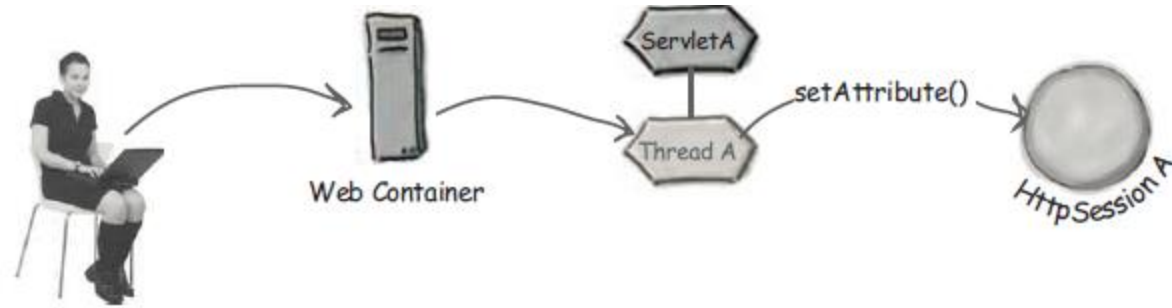 ServletA
setAttribute()
Thread A
Web Container
HttpSession A